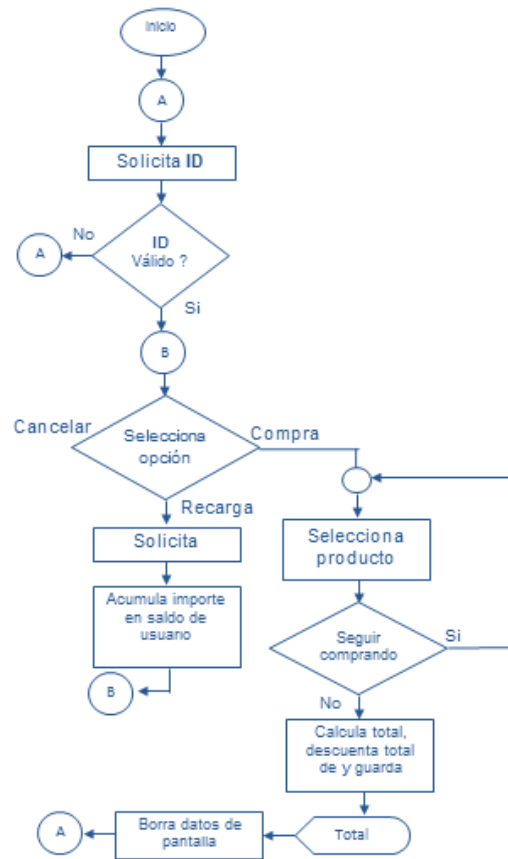 Inicio
A
Solicita ID
No
A
ID
Válido ?
Si
B
Cancelar
Selecciona
opción
Compra
Recarga
Solicita
Selecciona
producto
Acumula importe
en saldo de
usuario
B
Seguir
comprando
Si
No
Calcula total,
descuenta total
de y guarda
A
Borra datos de
pantalla
Total